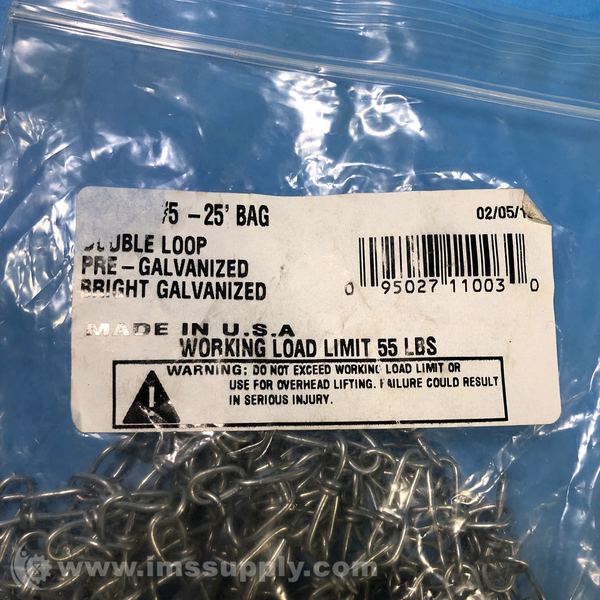 5 - 25' BAG
02/05/1
DOUBLE LOOP
PRE-GALVANIZED
BRIGHT GALVANIZED
0 95027 11003 0
MADE IN U.S.A
WORKING LOAD LIMIT 55 LBS
WARNING: DO NOT EXCEED WORKING LOAD LIMIT OR
USE FOR OVERHEAD LIFTING. FAILURE COULD RESULT
IN SERIOUS INJURY.
www.imssupply.com